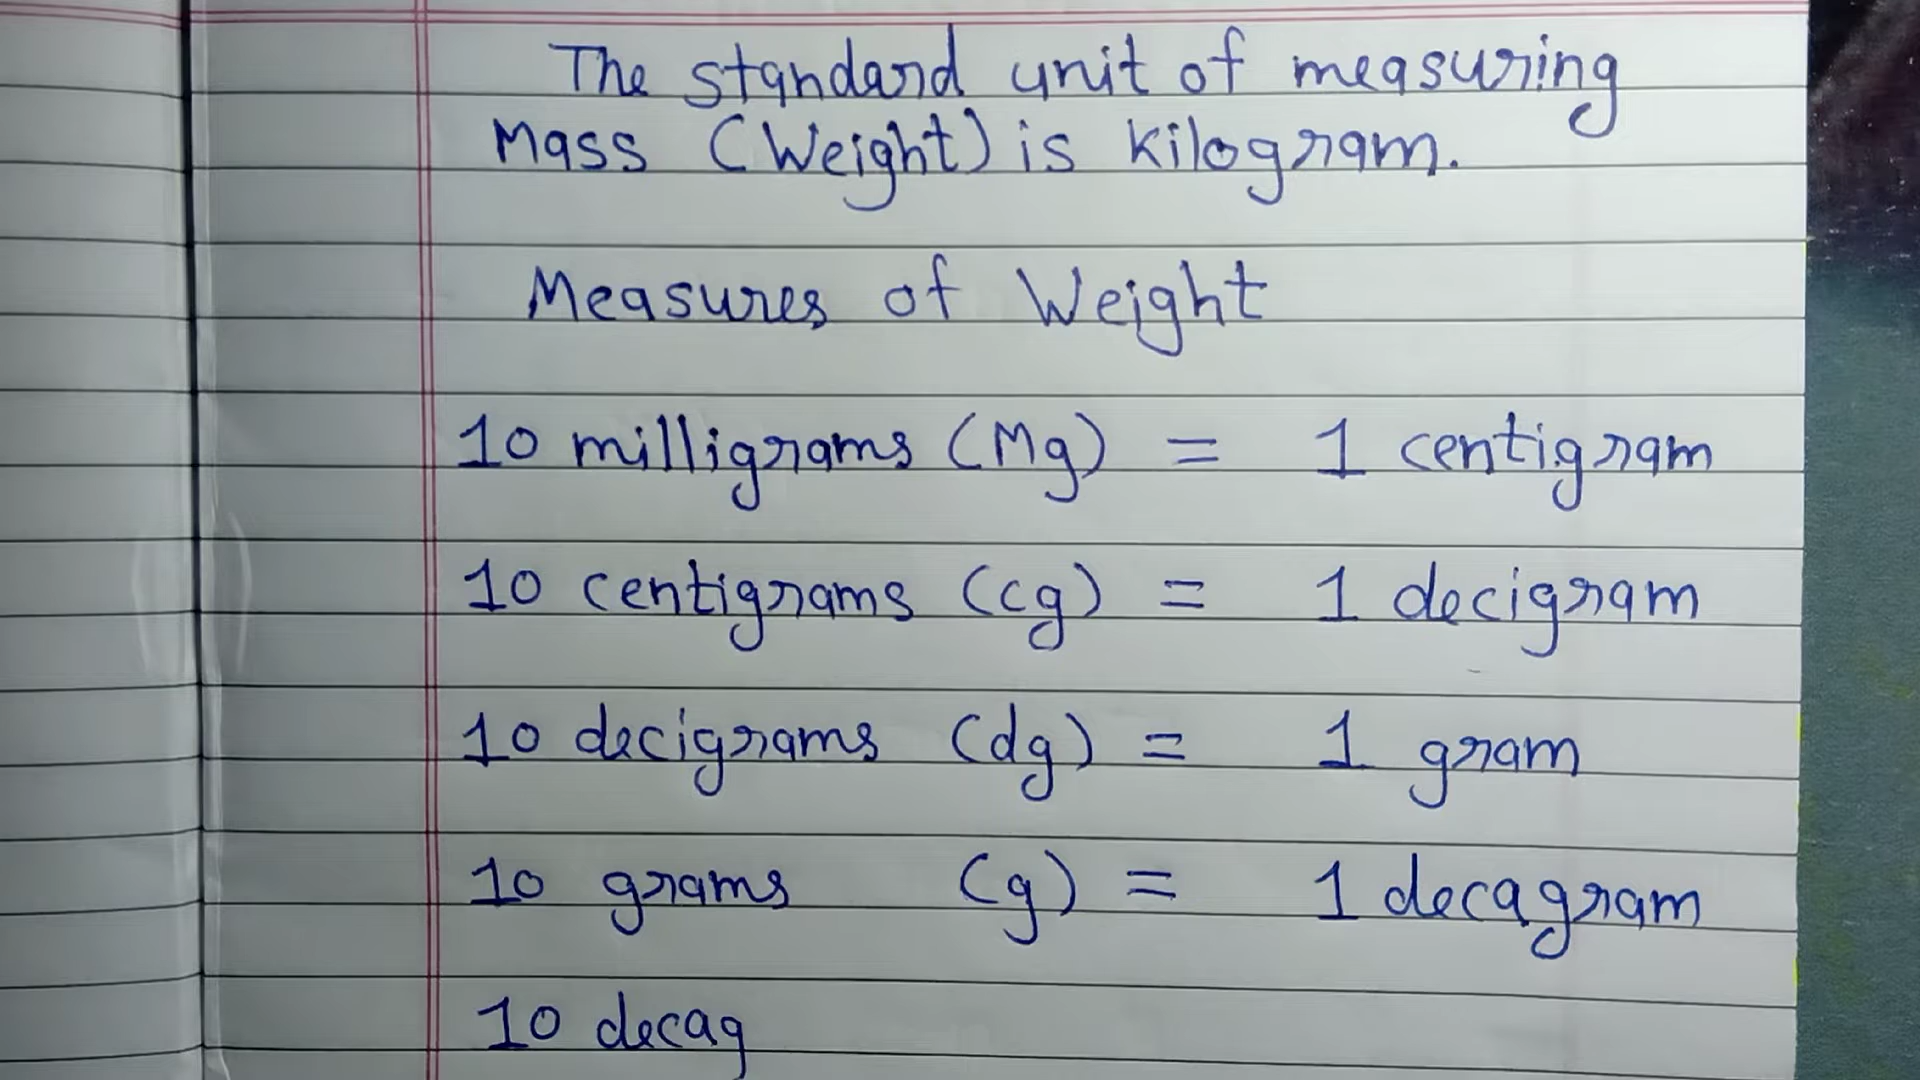 The standard unit of measuring
Mass (Weight) is kilogram.
Measures of Weight
10 milligrams (Mg) = 1 centigram
10 centigrams (cg) = 1 decigram
10 decigrams (dg) = 1 gram
10 grams (g) = 1 decagram
10 decag